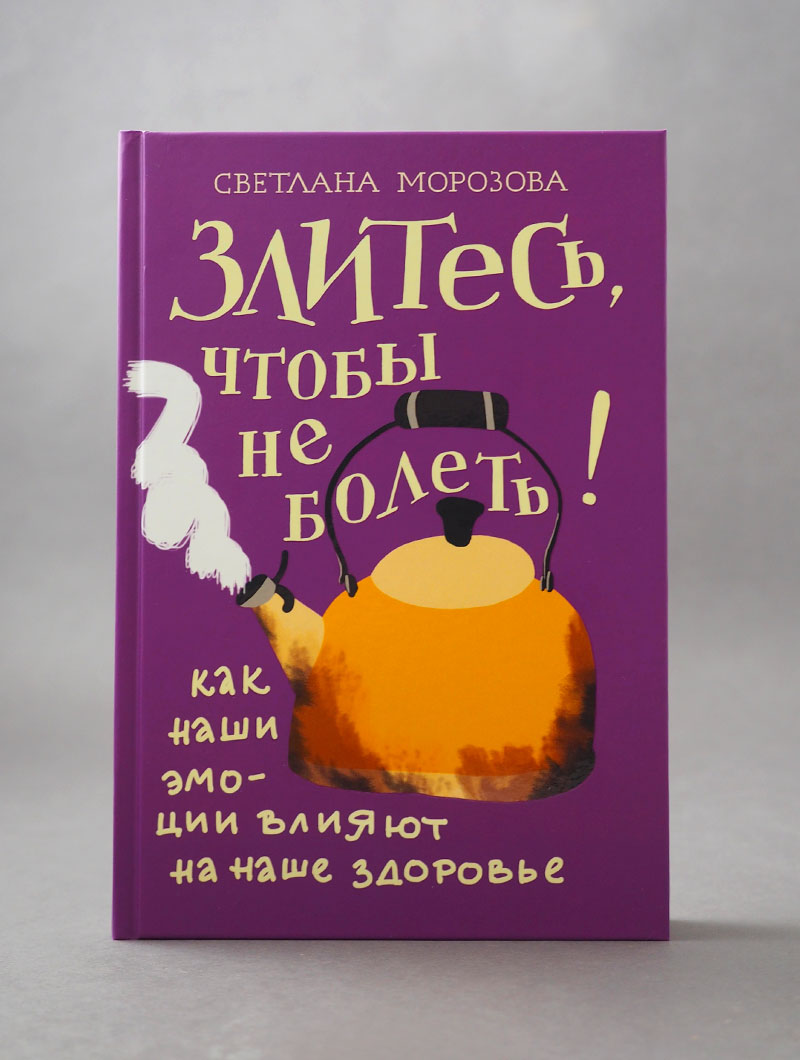 СВЕТЛАНА МОРОЗОВА
ЗЛИТЕСЬ,
ЧТОБЫ
НЕ
БОЛЕТЬ!
как
наши
эмо-
ции влияют
на наше здоровье